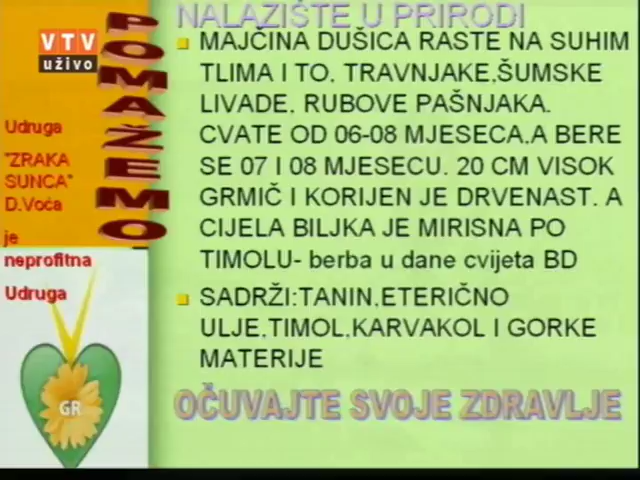 NALAZIŠTE U PRIRODI
VTV
uživo
POMAŽEMO
Udruga
"ZRAKA
SUNCA"
D.Voća
je
neprofitna
Udruga
GR
MAJČINA DUŠICA RASTE NA SUHIM
TLIMA I TO, TRAVNJAKE,ŠUMSKE
LIVADE, RUBOVE PAŠNJAKA.
CVATE OD 06-08 MJESECA,A BERE
SE 07 I 08 MJESECU. 20 CM VISOK
GRMIČ I KORIJEN JE DRVENAST. A
CIJELA BILJKA JE MIRISNA PO
TIMOLU- berba u dane cvijeta BD
SADRŽI:TANIN,ETERIČNO
ULJE,TIMOL,KARVAKOL I GORKE
MATERIJE
OČUVAJTE SVOJE ZDRAVLJE